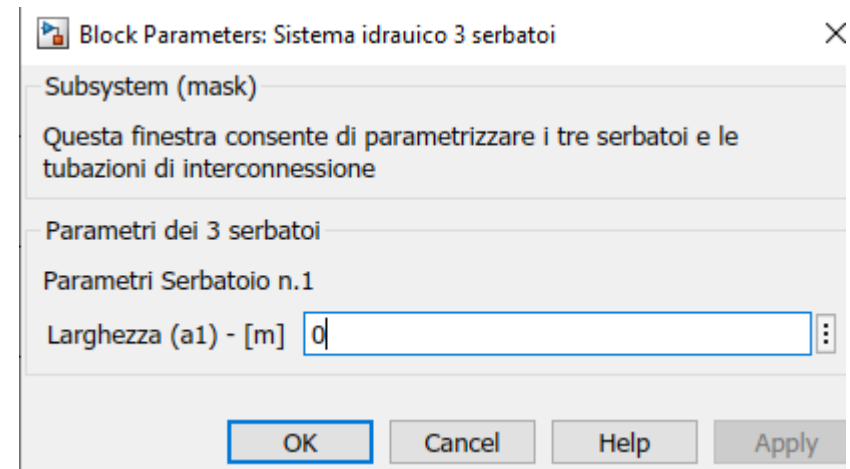 Block Parameters: Sistema idrauico 3 serbatoi
Subsystem (mask)
Questa finestra consente di parametrizzare i tre serbatoi e le
tubazioni di interconnessione
Parametri dei 3 serbatoi
Parametri Serbatoio n.1
Larghezza (a1) - [m] 0
OK Cancel Help Apply